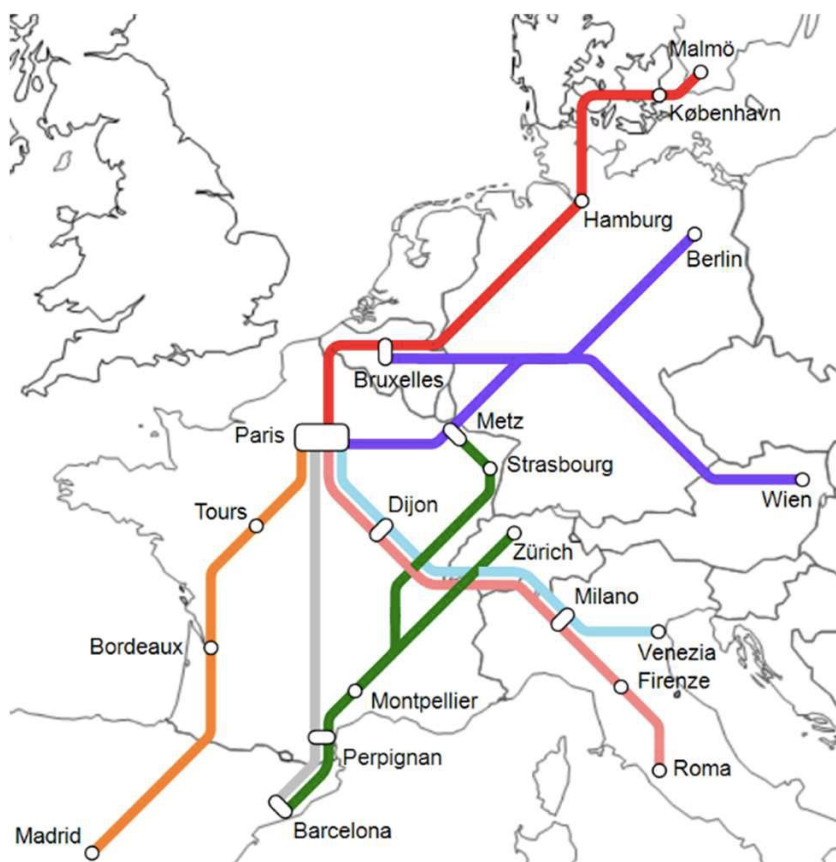 Malmö
København
Hamburg
Berlin
Bruxelles
Paris
Metz
Strasbourg
Wien
Tours
Dijon
Zürich
Milano
Bordeaux
Venezia
Firenze
Montpellier
Perpignan
Roma
Barcelona
Madrid